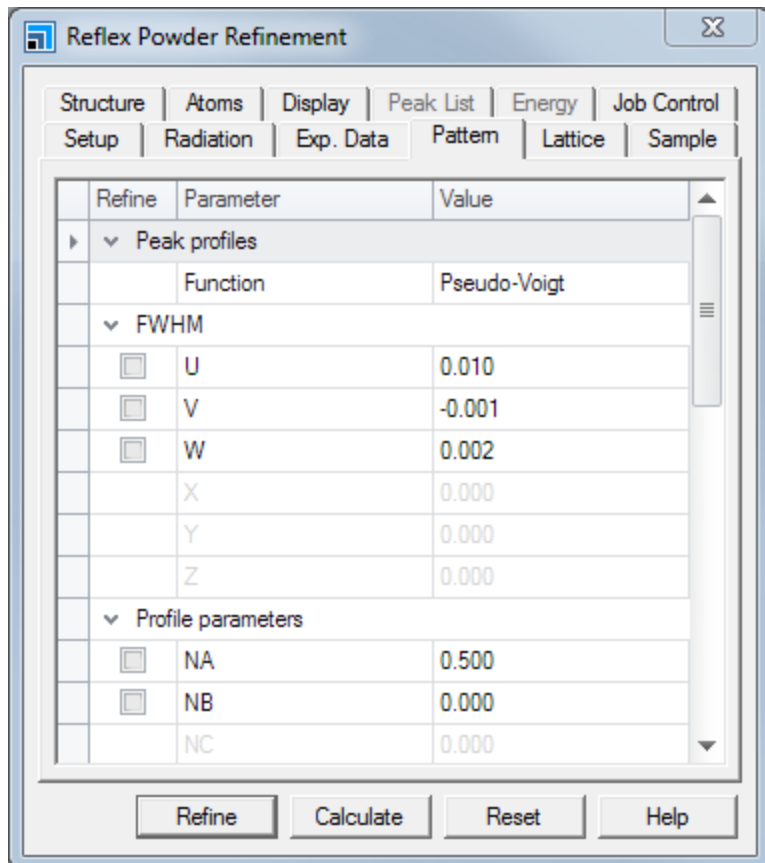 Reflex Powder Refinement
Structure Atoms Display Peak List Energy Job Control
Setup Radiation Exp. Data Pattern Lattice Sample
Refine Parameter Value
Peak profiles
Function Pseudo-Voigt
FWHM
U 0.010
V -0.001
W 0.002
X 0.000
Y 0.000
Z 0.000
Profile parameters
NA 0.500
NB 0.000
NC 0.000
Refine Calculate Reset Help